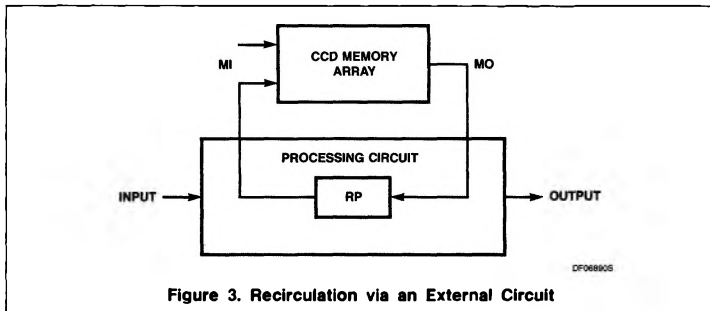 CCD MEMORY
ARRAY
MI
MO
PROCESSING CIRCUIT
RP
INPUT
OUTPUT
DF06890S
Figure 3. Recirculation via an External Circuit